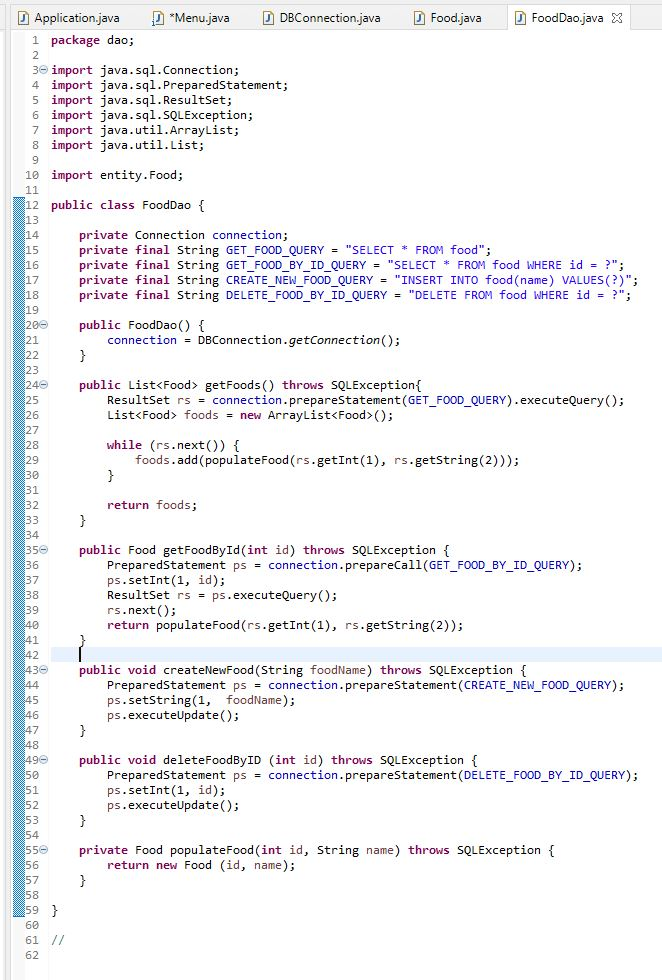 Application.java *Menu.java DBConnection.java Food.java FoodDao.java
1 package dao;
2
3 import java.sql.Connection;
4 import java.sql.PreparedStatement;
5 import java.sql.ResultSet;
6 import java.sql.SQLException;
7 import java.util.ArrayList;
8 import java.util.List;
9
10 import entity.Food;
11
12 public class FoodDao {
13
14     private Connection connection;
15     private final String GET_FOOD_QUERY = "SELECT * FROM food";
16     private final String GET_FOOD_BY_ID_QUERY = "SELECT * FROM food WHERE id = ?";
17     private final String CREATE_NEW_FOOD_QUERY = "INSERT INTO food(name) VALUES(?)";
18     private final String DELETE_FOOD_BY_ID_QUERY = "DELETE FROM food WHERE id = ?";
19
20     public FoodDao() {
21         connection = DBConnection.getConnection();
22     }
23
24     public List<Food> getFoods() throws SQLException{
25         ResultSet rs = connection.prepareStatement(GET_FOOD_QUERY).executeQuery();
26         List<Food> foods = new ArrayList<Food>();
27
28         while (rs.next()) {
29             foods.add(populateFood(rs.getInt(1), rs.getString(2)));
30         }
31
32         return foods;
33     }
34
35     public Food getFoodById(int id) throws SQLException {
36         PreparedStatement ps = connection.prepareCall(GET_FOOD_BY_ID_QUERY);
37         ps.setInt(1, id);
38         ResultSet rs = ps.executeQuery();
39         rs.next();
40         return populateFood(rs.getInt(1), rs.getString(2));
41     }
42
43     public void createNewFood(String foodName) throws SQLException {
44         PreparedStatement ps = connection.prepareStatement(CREATE_NEW_FOOD_QUERY);
45         ps.setString(1,  foodName);
46         ps.executeUpdate();
47     }
48
49     public void deleteFoodByID (int id) throws SQLException {
50         PreparedStatement ps = connection.prepareStatement(DELETE_FOOD_BY_ID_QUERY);
51         ps.setInt(1, id);
52         ps.executeUpdate();
53     }
54
55     private Food populateFood(int id, String name) throws SQLException {
56         return new Food (id, name);
57     }
58
59 }
60
61 //
62